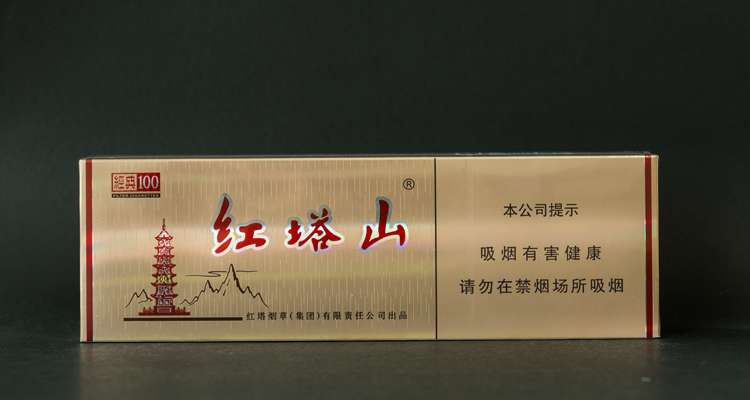 經典100
FILTER CIGARETTES
红塔山®
红塔烟草(集团)有限责任公司出品
本公司提示
吸烟有害健康
请勿在禁烟场所吸烟